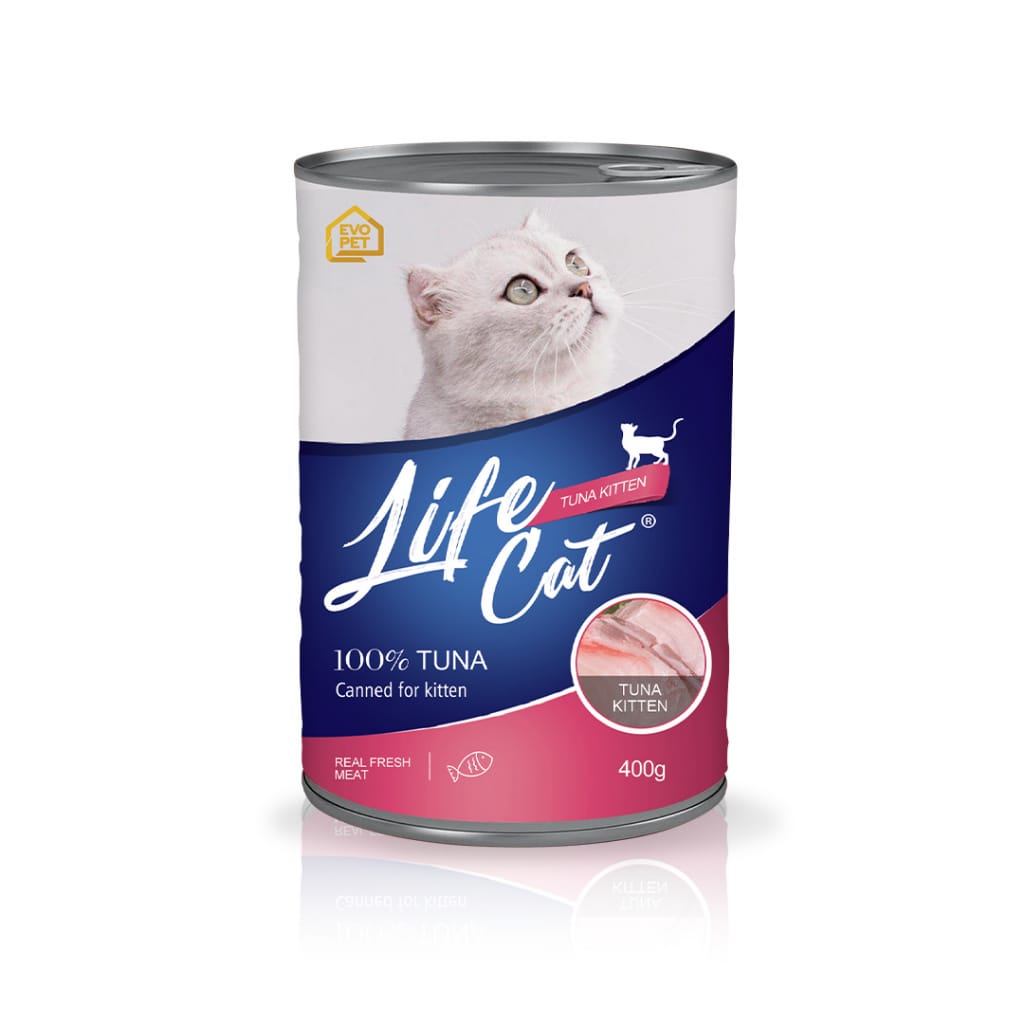 EVO
PET
TUNA KITTEN
Life
Cat®
100% TUNA
Canned for kitten
TUNA
KITTEN
REAL FRESH
MEAT
400g